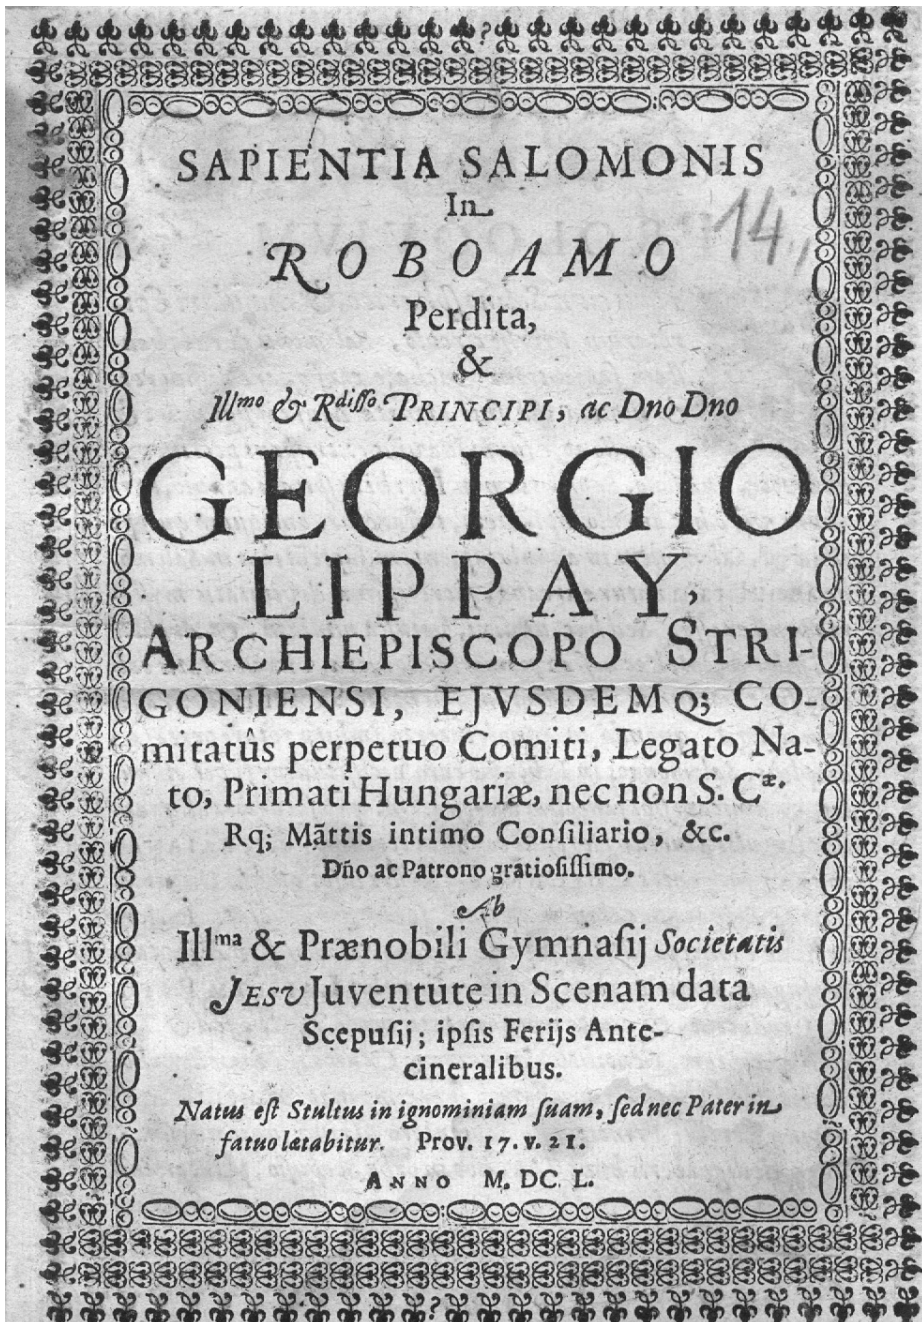 SAPIENTIA SALOMONIS
In
ROBOAMO
Perdita,
&
Illmo & Rdisso PRINCIPI, ac Dno Dno
GEORGIO
LIPPAY,
ARCHIEPISCOPO STRI-
GONIENSI, EJVSDEMQ; CO-
mitatûs perpetuo Comiti, Legato Na-
to, Primati Hungariæ, nec non S. Cæ.
Rq; Mãttis intimo Conſiliario, &c.
Dño ac Patrono gratioſiſſimo.
Ab
Illma & Prænobili Gymnaſij Societatis
JESU Juventute in Scenam data
Scepuſij; ipſis Ferijs Ante-
cineralibus.
Natus eſt Stultus in ignominiam ſuam, ſed nec Pater in
fatuo lætabitur. Prov. 17. v. 21.
ANNO M. DC. L.
14,,